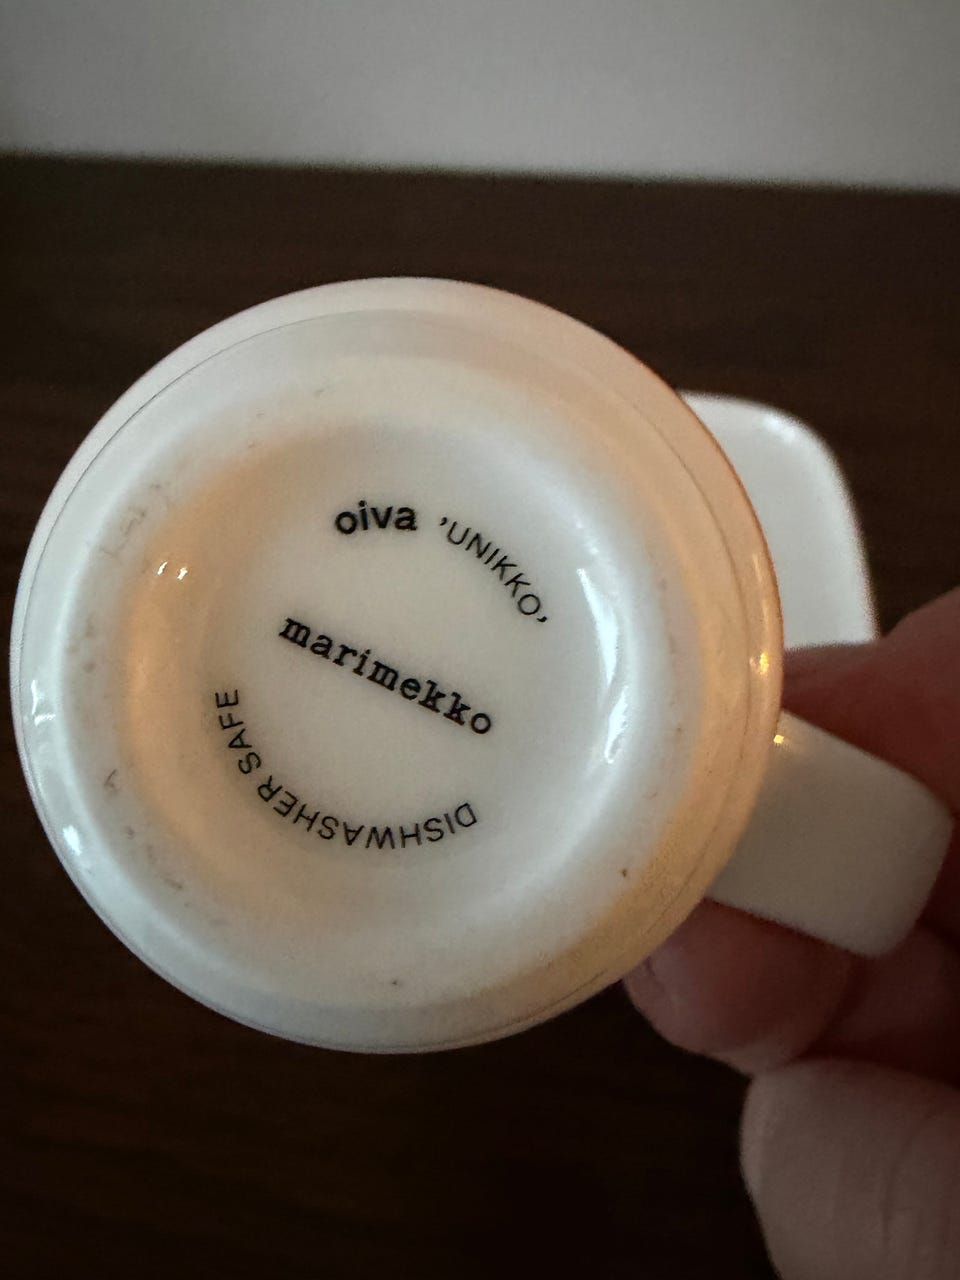 oiva 'UNIKKO'
marimekko
DISHWASHER SAFE